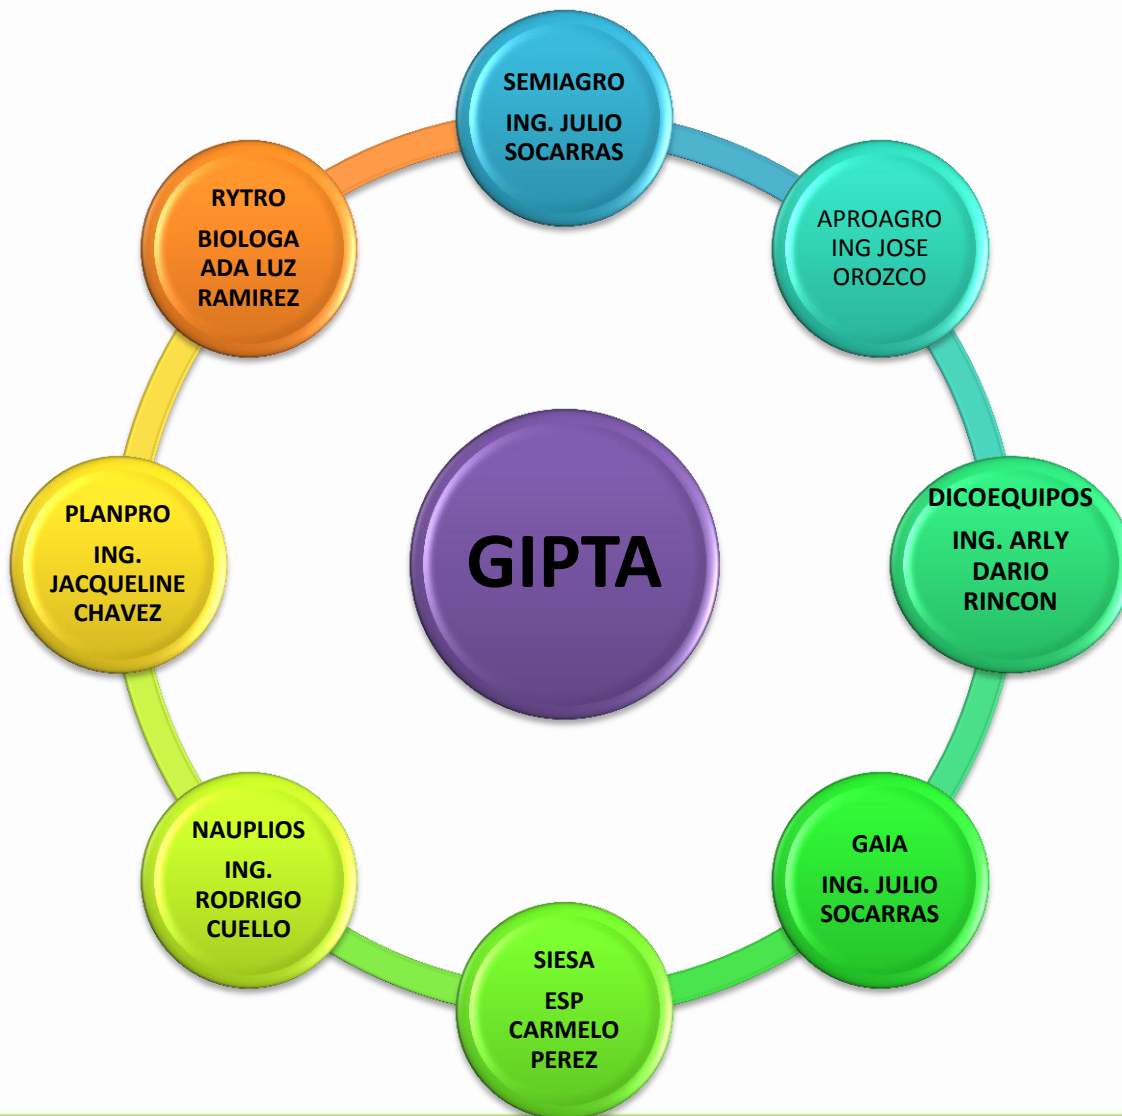 SEMIAGRO
ING. JULIO
SOCARRAS
APROAGRO
ING JOSE
OROZCO
DICOEQUIPOS
ING. ARLY
DARIO
RINCON
GAIA
ING. JULIO
SOCARRAS
SIESA
ESP
CARMELO
PEREZ
NAUPLIOS
ING.
RODRIGO
CUELLO
PLANPRO
ING.
JACQUELINE
CHAVEZ
RYTRO
BIOLOGA
ADA LUZ
RAMIREZ
GIPTA